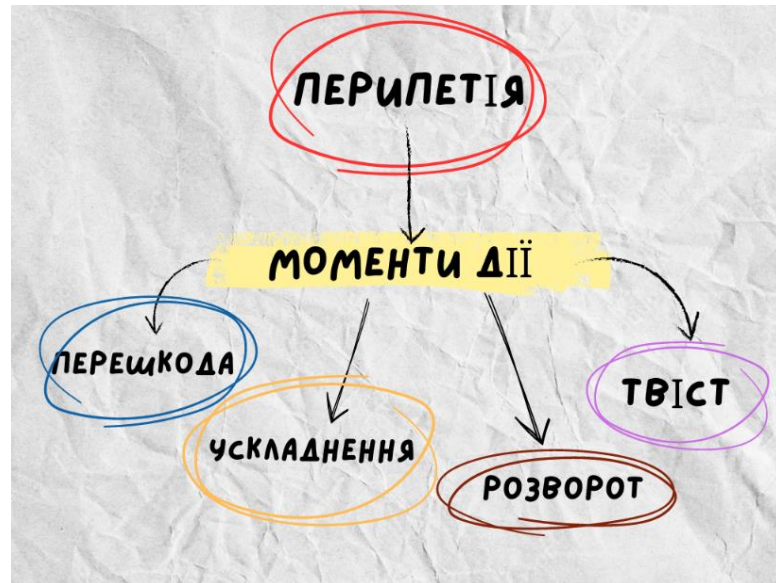 ПЕРИПЕТІЯ
МОМЕНТИ ДІЇ
ПЕРЕШКОДА
УСКЛАДНЕННЯ
РОЗВОРОТ
ТВІСТ